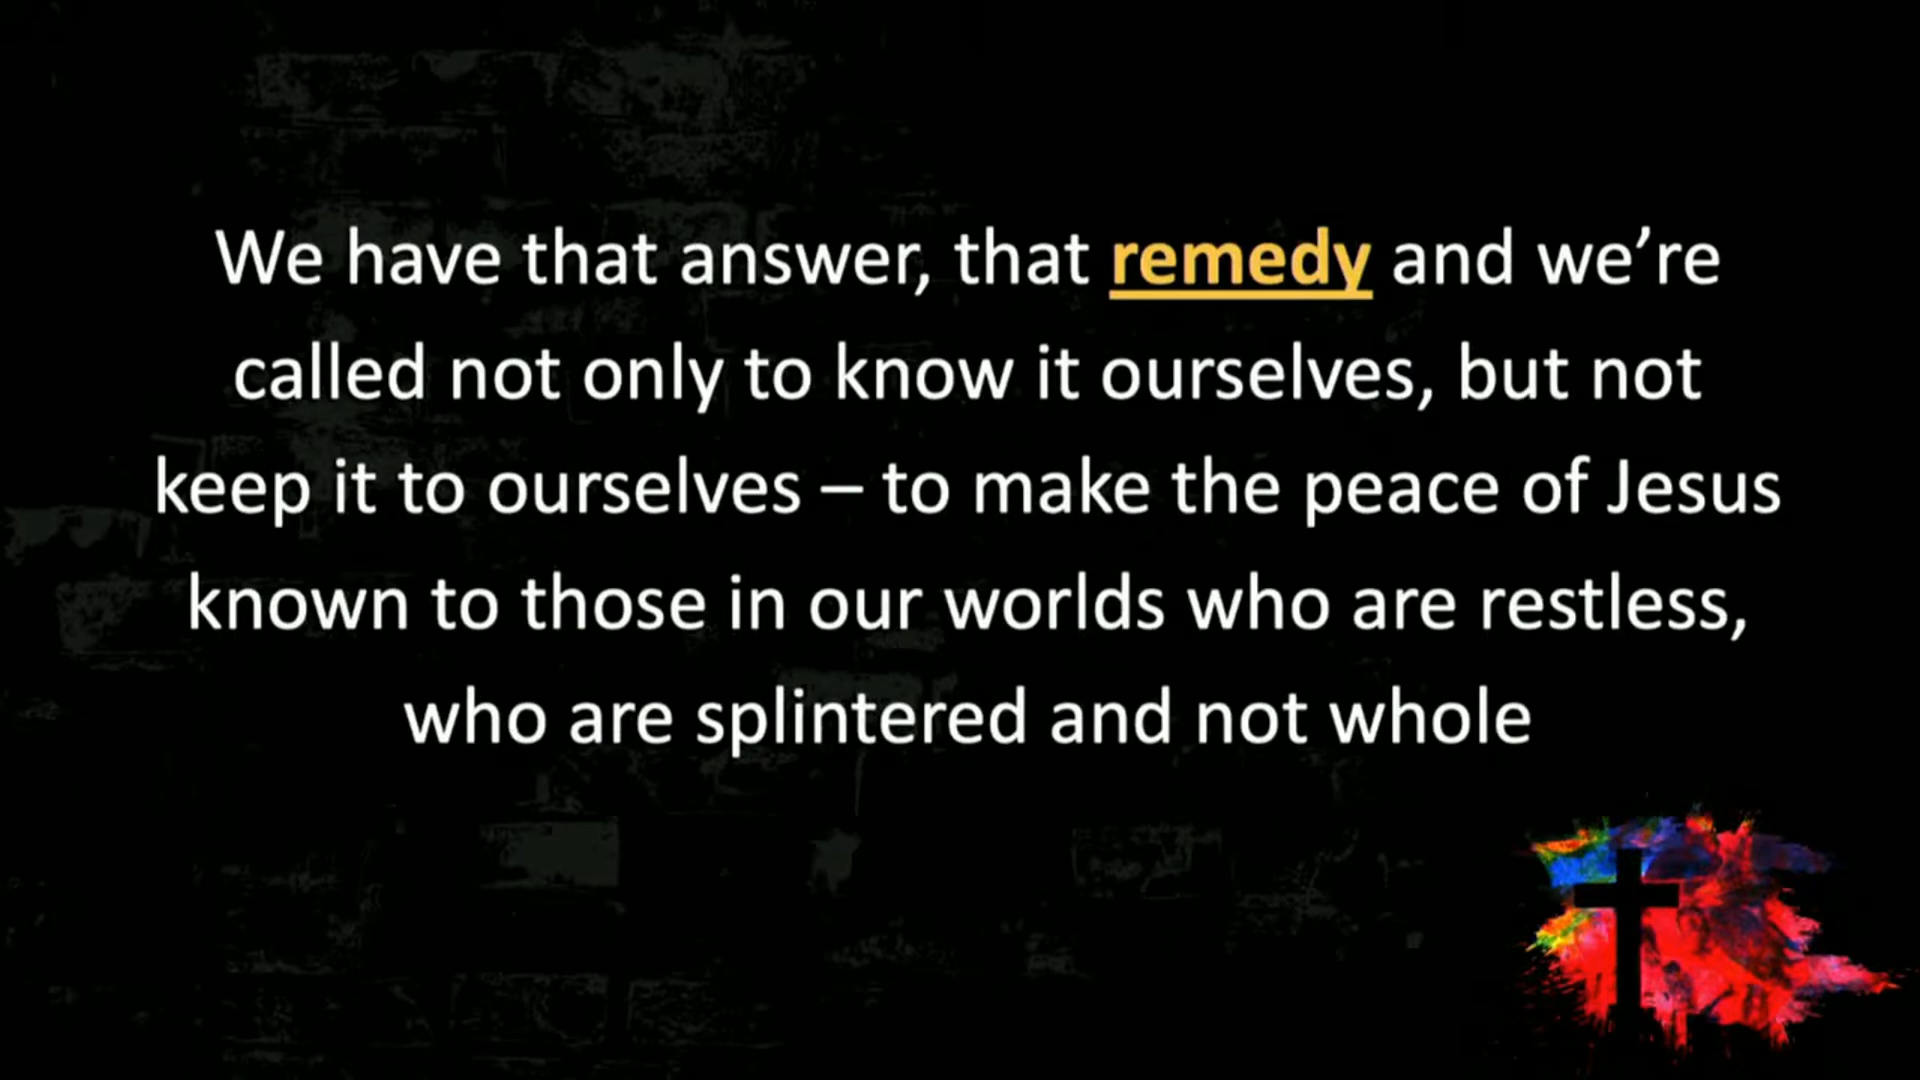 We have that answer, that remedy and we’re
called not only to know it ourselves, but not
keep it to ourselves – to make the peace of Jesus
known to those in our worlds who are restless,
who are splintered and not whole